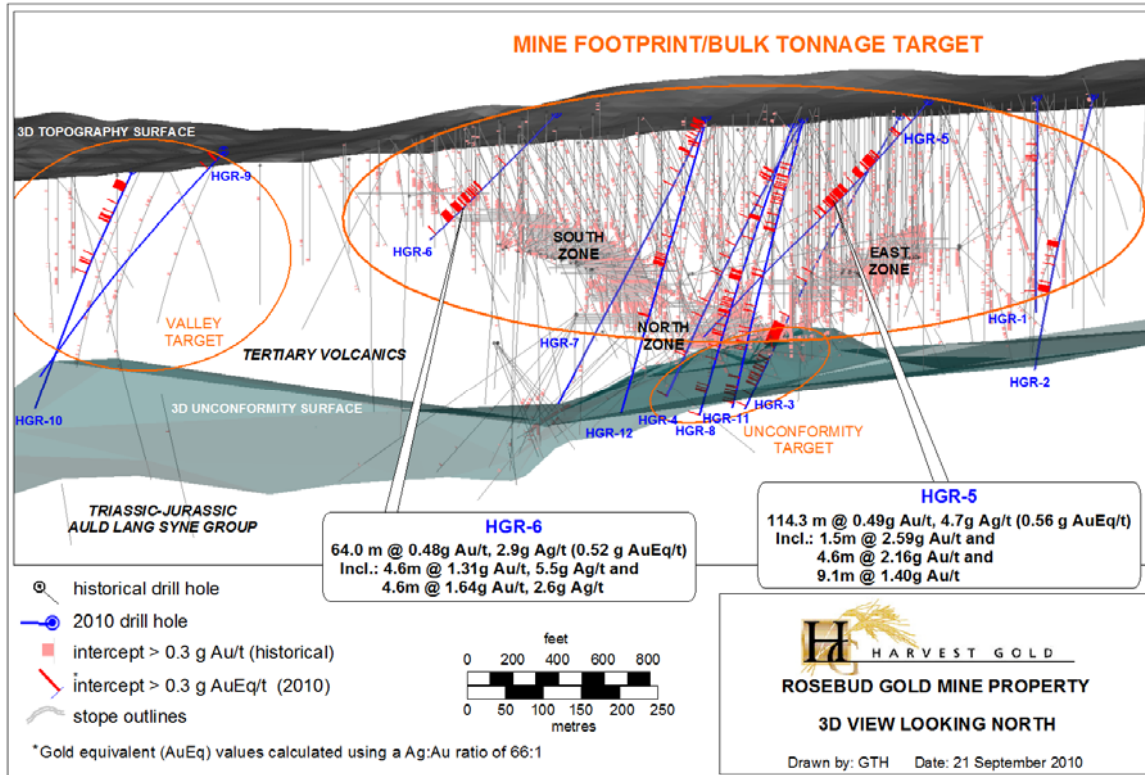 MINE FOOTPRINT/BULK TONNAGE TARGET
3D TOPOGRAPHY SURFACE
HGR-9
HGR-5
HGR-6
SOUTH
ZONE
EAST
ZONE
VALLEY
TARGET
TERTIARY VOLCANICS
HGR-7
NORTH
ZONE
HGR-1
HGR-2
3D UNCONFORMITY SURFACE
HGR-10
HGR-12
HGR-4
HGR-8
HGR-11
HGR-3
UNCONFORMITY
TARGET
TRIASSIC-JURASSIC
AULD LANG SYNE GROUP
HGR-6
64.0 m @ 0.48g Au/t, 2.9g Ag/t (0.52 g AuEq/t)
Incl.: 4.6m @ 1.31g Au/t, 5.5g Ag/t and
4.6m @ 1.64g Au/t, 2.6g Ag/t
HGR-5
114.3 m @ 0.49g Au/t, 4.7g Ag/t (0.56 g AuEq/t)
Incl.: 1.5m @ 2.59g Au/t and
4.6m @ 2.16g Au/t and
9.1m @ 1.40g Au/t
historical drill hole
2010 drill hole
intercept > 0.3 g Au/t (historical)
*intercept > 0.3 g AuEq/t (2010)
stope outlines
*Gold equivalent (AuEq) values calculated using a Ag:Au ratio of 66:1
feet
0 200 400 600 800
0 50 100 150 200 250
metres
HG
HARVEST GOLD
ROSEBUD GOLD MINE PROPERTY
3D VIEW LOOKING NORTH
Drawn by: GTH Date: 21 September 2010